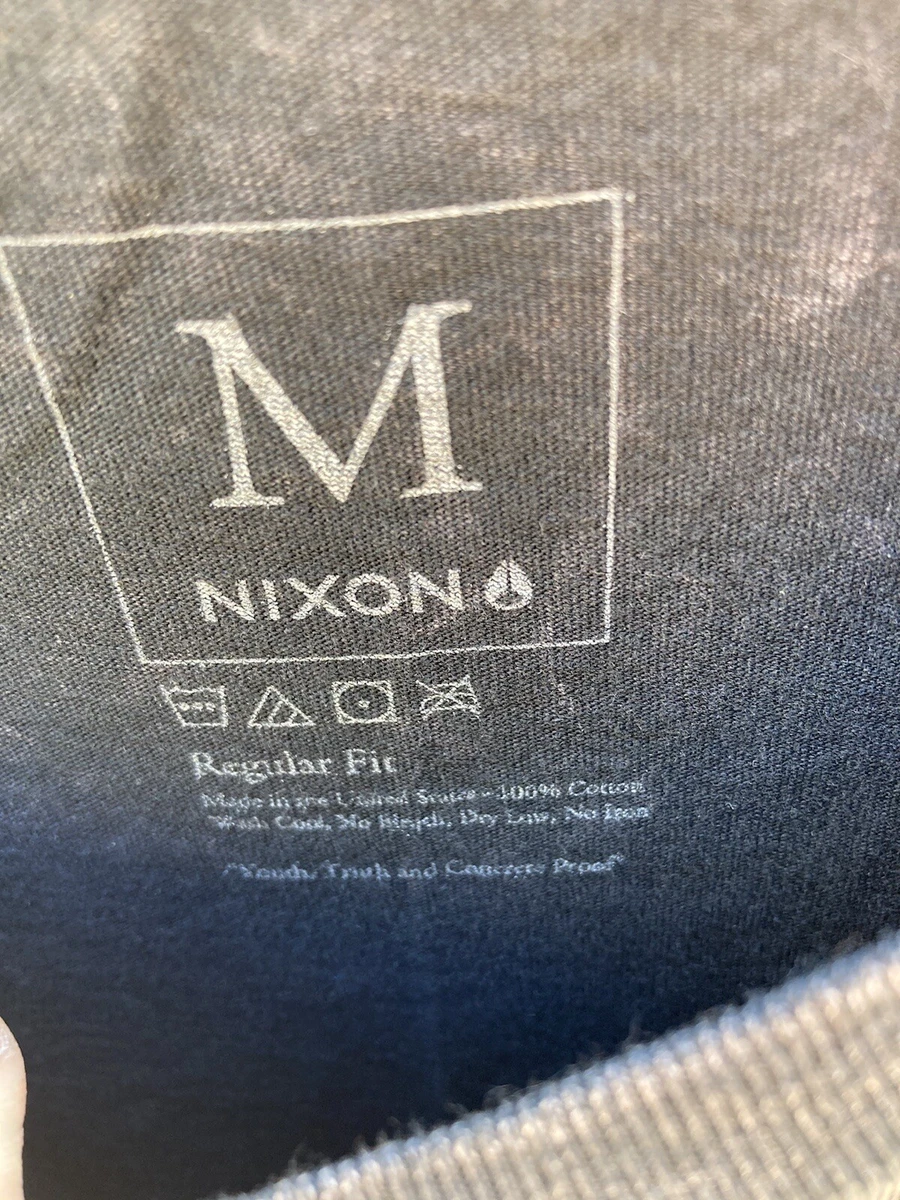 M
NIXON
Regular Fit
Made in the United States - 100% Cotton
Wash Cool, No Bleach, Dry Low, No Iron
"Youth, Truth and Concrete Proof"